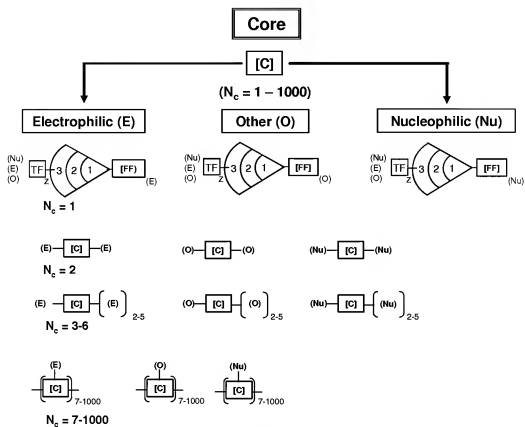 Core
[C]
(Nc = 1 – 1000)
Electrophilic (E) Other (O) Nucleophilic (Nu)
(Nu) (E) (O) TF z 3 2 1 [FF] (E)
(Nu) (E) (O) TF z 3 2 1 [FF] (O)
(Nu) (E) (O) TF z 3 2 1 [FF] (Nu)
Nc = 1
(E) [C] (E) (O) [C] (O) (Nu) [C] (Nu)
Nc = 2
(E) [C] (E) 2-5 (O) [C] (O) 2-5 (Nu) [C] (Nu) 2-5
Nc = 3-6
(E) (O) (Nu)
[C] 7-1000 [C] 7-1000 [C] 7-1000
Nc = 7-1000